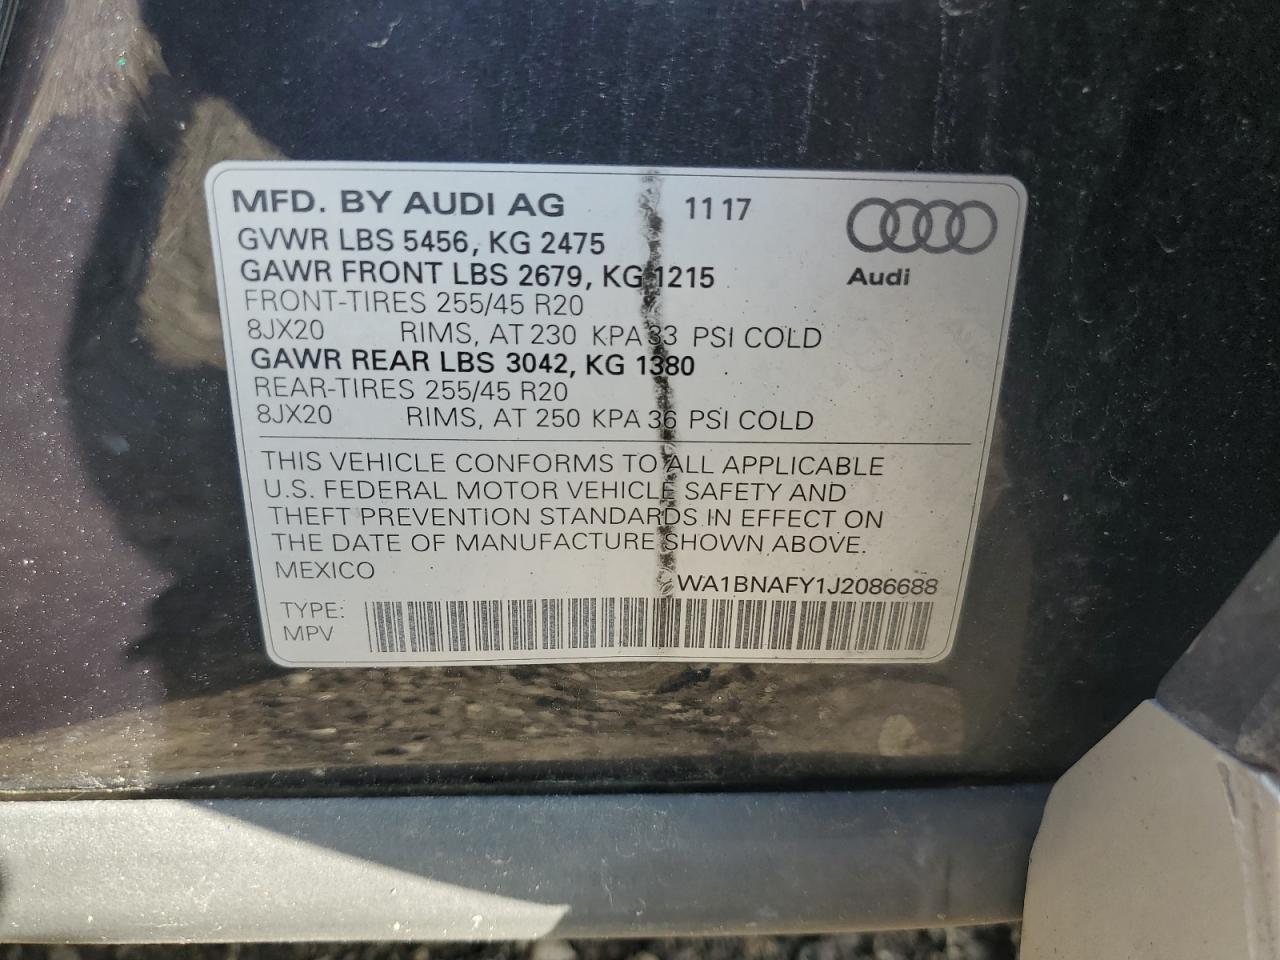 MFD. BY AUDI AG 11 17
GVWR LBS 5456, KG 2475
GAWR FRONT LBS 2679, KG 1215
Audi
FRONT-TIRES 255/45 R20
8JX20 RIMS, AT 230 KPA 33 PSI COLD
GAWR REAR LBS 3042, KG 1380
REAR-TIRES 255/45 R20
8JX20 RIMS, AT 250 KPA 36 PSI COLD
THIS VEHICLE CONFORMS TO ALL APPLICABLE
U.S. FEDERAL MOTOR VEHICLE SAFETY AND
THEFT PREVENTION STANDARDS IN EFFECT ON
THE DATE OF MANUFACTURE SHOWN ABOVE.
MEXICO
WA1BNAFY1J2086688
TYPE:
MPV